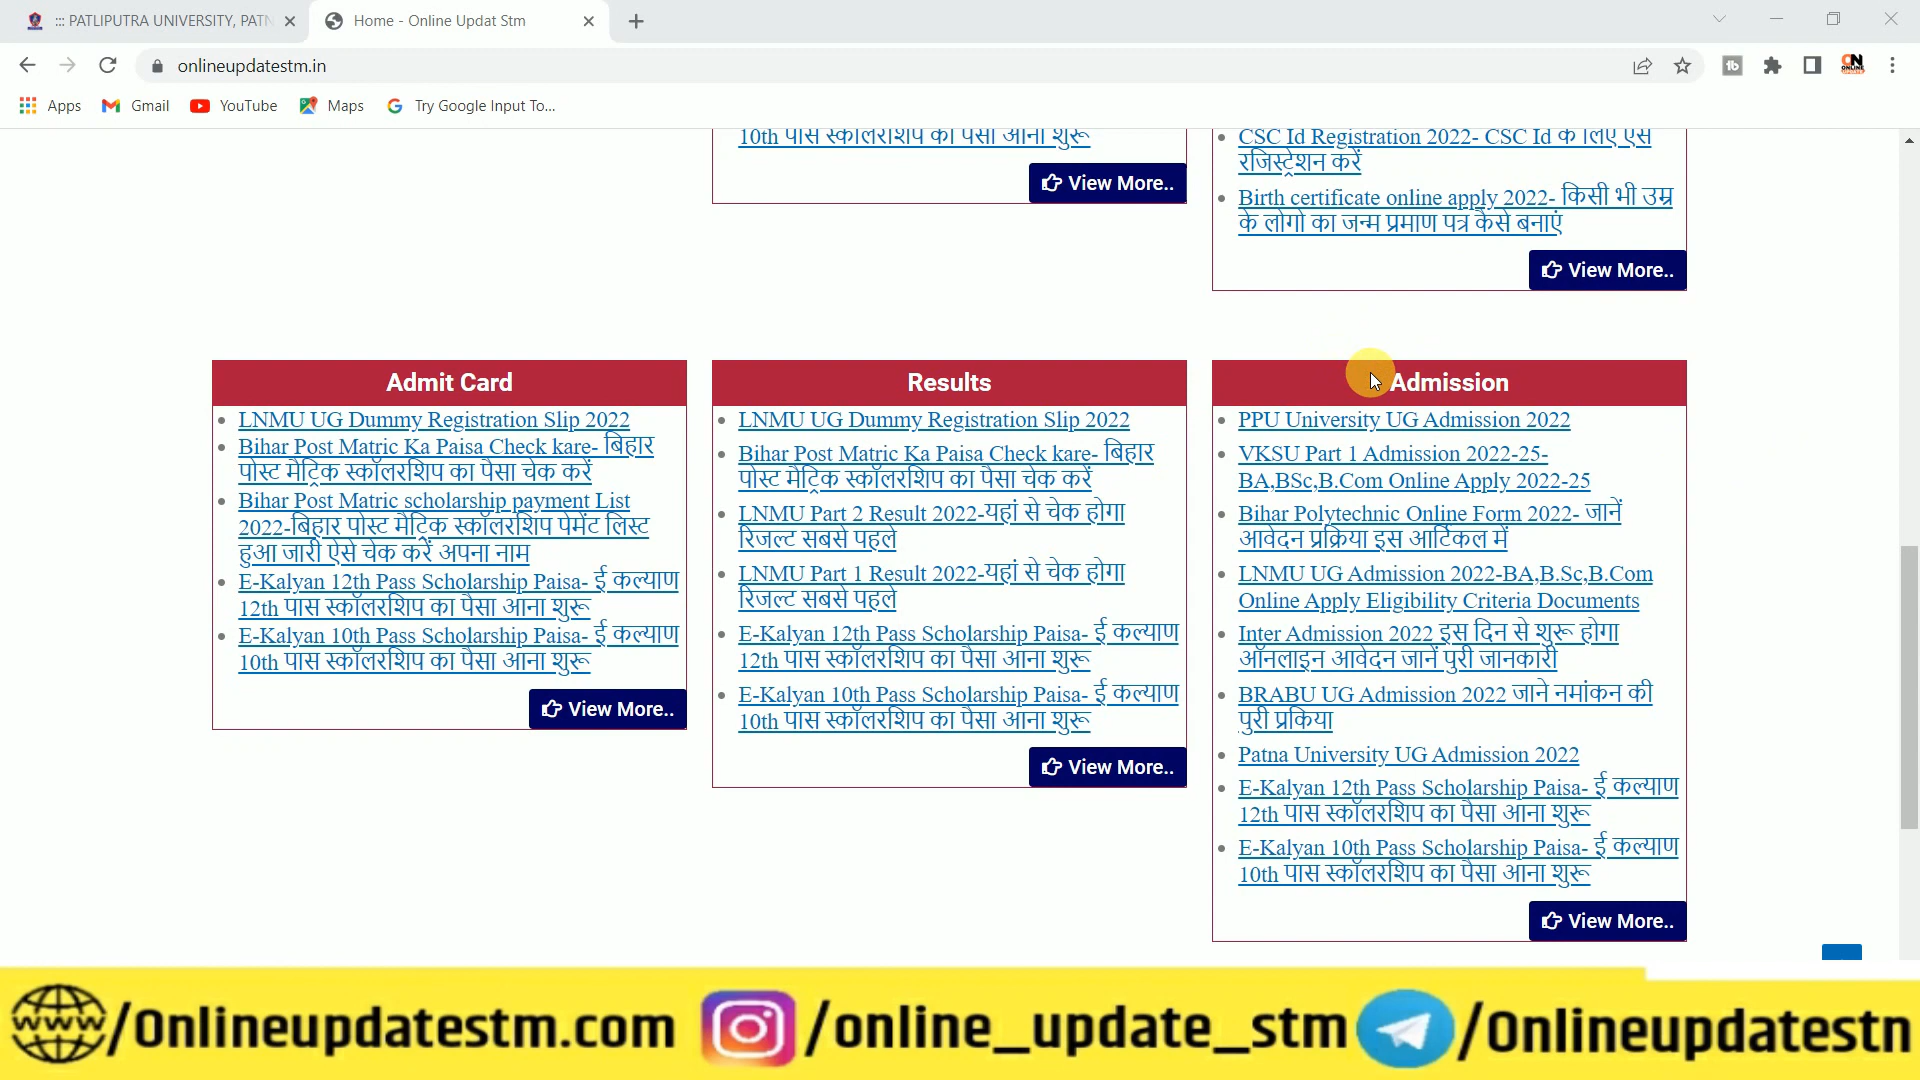 ::: PATLIPUTRA UNIVERSITY, PATN
Home - Online Updat Stm
onlineupdatestm.in
Apps
Gmail
YouTube
Maps
Try Google Input To...
10th पास स्कॉलरशिप का पैसा आना शुरू
View More..
CSC Id Registration 2022- CSC Id के लिए ऐसे
रजिस्ट्रेशन करें
Birth certificate online apply 2022- किसी भी उम्र
के लोगो का जन्म प्रमाण पत्र कैसे बनाएं
View More..
Admit Card
LNMU UG Dummy Registration Slip 2022
Bihar Post Matric Ka Paisa Check kare- बिहार
पोस्ट मैट्रिक स्कॉलरशिप का पैसा चेक करें
Bihar Post Matric scholarship payment List
2022-बिहार पोस्ट मैट्रिक स्कॉलरशिप पेमेंट लिस्ट
हुआ जारी ऐसे चेक करें अपना नाम
E-Kalyan 12th Pass Scholarship Paisa- ई कल्याण
12th पास स्कॉलरशिप का पैसा आना शुरू
E-Kalyan 10th Pass Scholarship Paisa- ई कल्याण
10th पास स्कॉलरशिप का पैसा आना शुरू
View More..
Results
LNMU UG Dummy Registration Slip 2022
Bihar Post Matric Ka Paisa Check kare- बिहार
पोस्ट मैट्रिक स्कॉलरशिप का पैसा चेक करें
LNMU Part 2 Result 2022-यहां से चेक होगा
रिजल्ट सबसे पहले
LNMU Part 1 Result 2022-यहां से चेक होगा
रिजल्ट सबसे पहले
E-Kalyan 12th Pass Scholarship Paisa- ई कल्याण
12th पास स्कॉलरशिप का पैसा आना शुरू
E-Kalyan 10th Pass Scholarship Paisa- ई कल्याण
10th पास स्कॉलरशिप का पैसा आना शुरू
View More..
Admission
PPU University UG Admission 2022
VKSU Part 1 Admission 2022-25-
BA,BSc,B.Com Online Apply 2022-25
Bihar Polytechnic Online Form 2022- जानें
आवेदन प्रक्रिया इस आर्टिकल में
LNMU UG Admission 2022-BA,B.Sc,B.Com
Online Apply Eligibility Criteria Documents
Inter Admission 2022 इस दिन से शुरू होगा
ऑनलाइन आवेदन जानें पुरी जानकारी
BRABU UG Admission 2022 जाने नमांकन की
पुरी प्रकिया
Patna University UG Admission 2022
E-Kalyan 12th Pass Scholarship Paisa- ई कल्याण
12th पास स्कॉलरशिप का पैसा आना शुरू
E-Kalyan 10th Pass Scholarship Paisa- ई कल्याण
10th पास स्कॉलरशिप का पैसा आना शुरू
View More..
www /Onlineupdatestm.com /online_update_stm /Onlineupdatestn